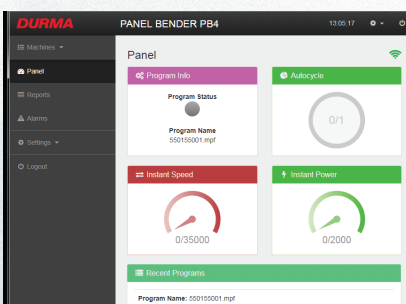 DURMA
PANEL BENDER PB4
13:05:17
Machines
Panel
Reports
Alarms
Settings
Logout
Panel
Program Info
Program Status
Program Name
550155001.mpf
Autocycle
0/1
Instant Speed
0/35000
Instant Power
0/2000
Recent Programs
Program Name: 550155001.mpf